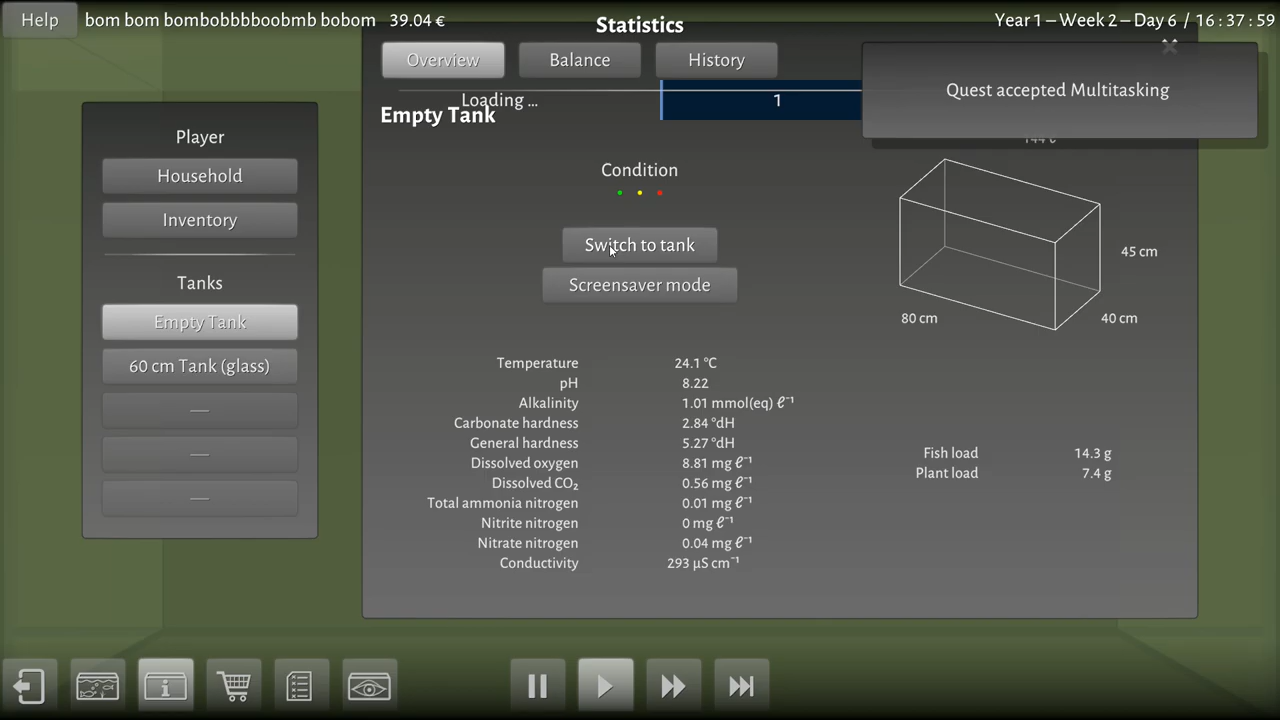 Help
bom bom bombobbbboobmb bobom 39.04 €
Statistics
Year 1 – Week 2 – Day 6 / 16:37:59
Overview
Balance
History
Quest accepted Multitasking
Loading ...
1
Empty Tank
Player
Household
Inventory
Tanks
Empty Tank
60 cm Tank (glass)
—
—
—
Condition
Switch to tank
Screensaver mode
45 cm
80 cm
40 cm
Temperature 24.1 °C
pH 8.22
Alkalinity 1.01 mmol(eq) ℓ⁻¹
Carbonate hardness 2.84 °dH
General hardness 5.27 °dH
Dissolved oxygen 8.81 mg ℓ⁻¹
Dissolved CO₂ 0.56 mg ℓ⁻¹
Total ammonia nitrogen 0.01 mg ℓ⁻¹
Nitrite nitrogen 0 mg ℓ⁻¹
Nitrate nitrogen 0.04 mg ℓ⁻¹
Conductivity 293 µS cm⁻¹
Fish load 14.3 g
Plant load 7.4 g